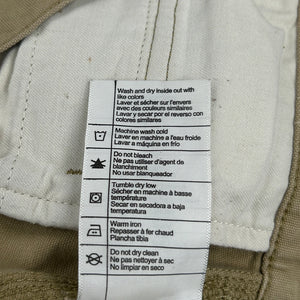 Wash and dry inside out with
like colors
Laver et sécher sur l'envers
avec des couleurs similaires
Lavar y secar por el reverso con
colores similares
Machine wash cold
Laver en machine a l'eau froide
Lavar a máquina en frío
Do not bleach
Ne pas utiliser d'agent de
blanchiment
No usar blanqueador
Tumble dry low
Sécher en machine à basse
température
Secar en secadora a baja
temperatura
Warm iron
Repasser à fer chaud
Plancha tibia
Do not dry clean
Ne pas nettoyer à sec
No limpiar en seco